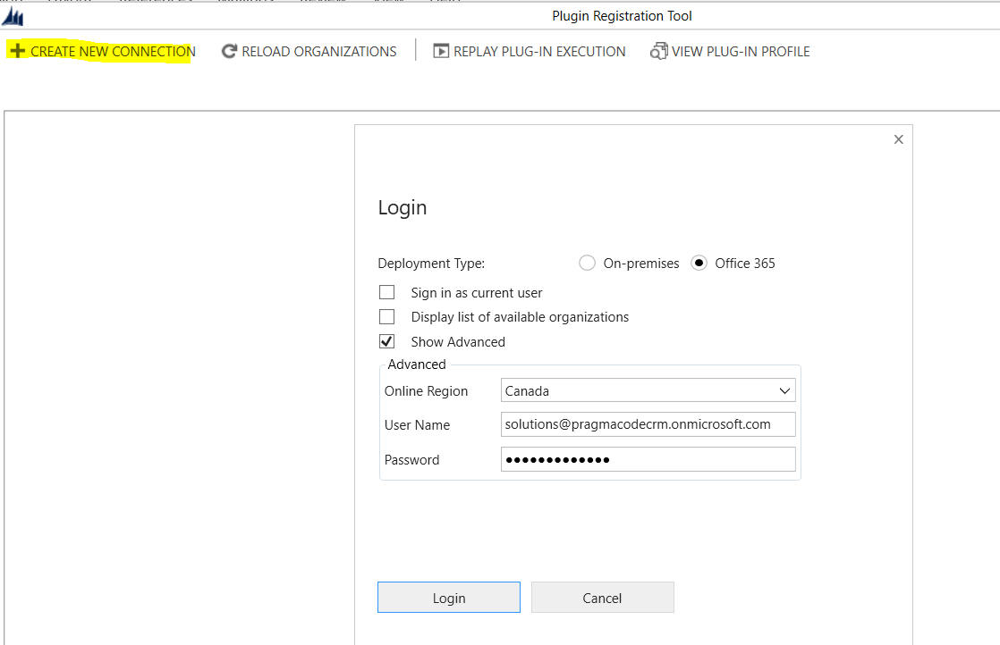 Plugin Registration Tool
CREATE NEW CONNECTION RELOAD ORGANIZATIONS REPLAY PLUG-IN EXECUTION VIEW PLUG-IN PROFILE
Login
Deployment Type: On-premises Office 365
Sign in as current user
Display list of available organizations
Show Advanced
Advanced
Online Region Canada
User Name solutions@pragmacodecrm.onmicrosoft.com
Password ●●●●●●●●●●●●●
Login Cancel